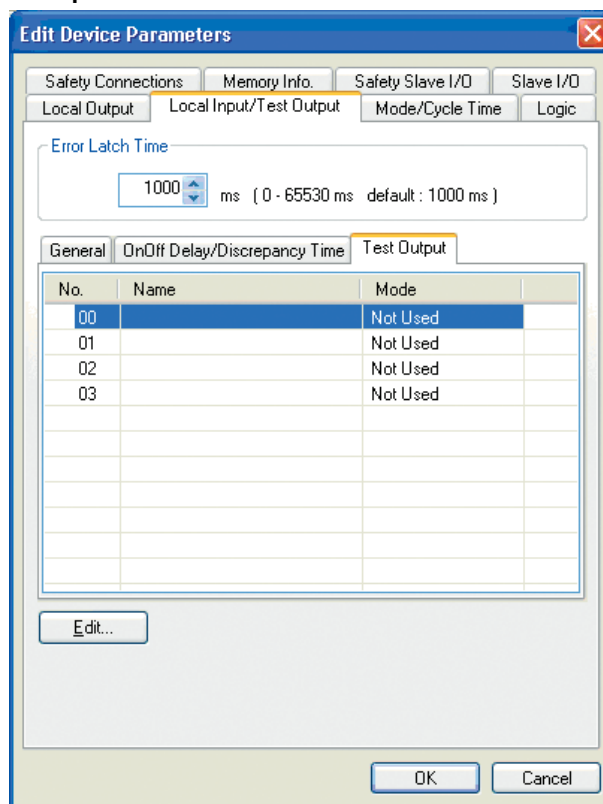 Edit Device Parameters
Safety Connections Memory Info. Safety Slave I/O Slave I/O
Local Output Local Input/Test Output Mode/Cycle Time Logic
Error Latch Time
1000 ms ( 0 - 65530 ms default : 1000 ms )
General OnOff Delay/Discrepancy Time Test Output
No. Name Mode
00 Not Used
01 Not Used
02 Not Used
03 Not Used
Edit...
OK Cancel